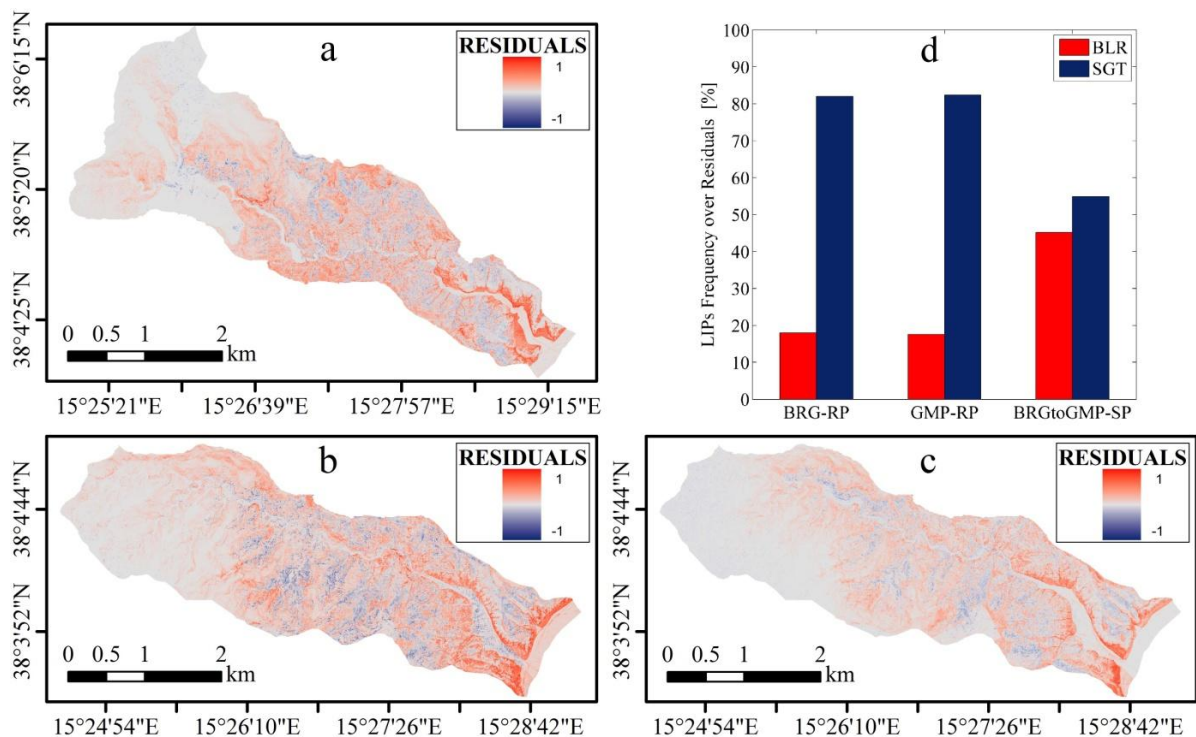 a
RESIDUALS
1
-1
38°6'15"N
38°5'20"N
38°4'25"N
0 0.5 1 2
km
15°25'21"E 15°26'39"E 15°27'57"E 15°29'15"E
d
BLR
SGT
LIPs Frequency over Residuals [%]
100
90
80
70
60
50
40
30
20
10
0
BRG-RP GMP-RP BRGtoGMP-SP
b
RESIDUALS
1
-1
38°4'44"N
38°3'52"N
0 0.5 1 2
km
15°24'54"E 15°26'10"E 15°27'26"E 15°28'42"E
c
RESIDUALS
1
-1
38°4'44"N
38°3'52"N
0 0.5 1 2
km
15°24'54"E 15°26'10"E 15°27'26"E 15°28'42"E